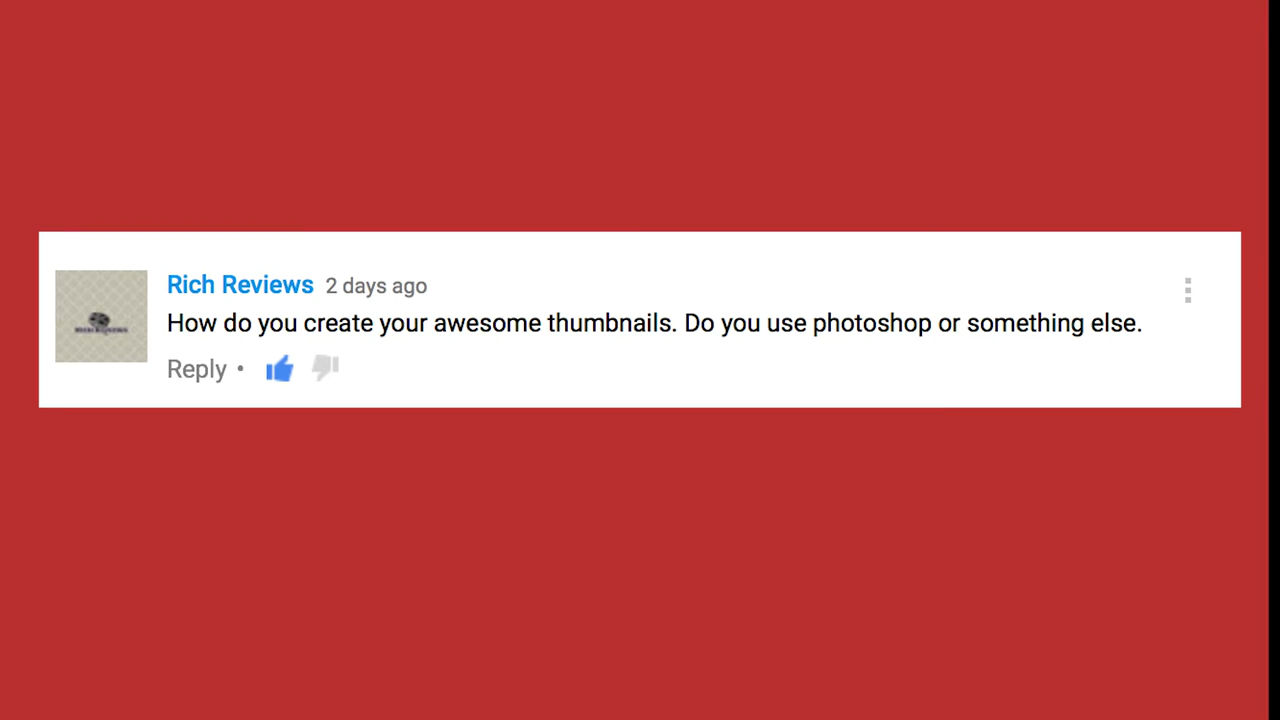 Rich Reviews 2 days ago
How do you create your awesome thumbnails. Do you use photoshop or something else.
Reply •